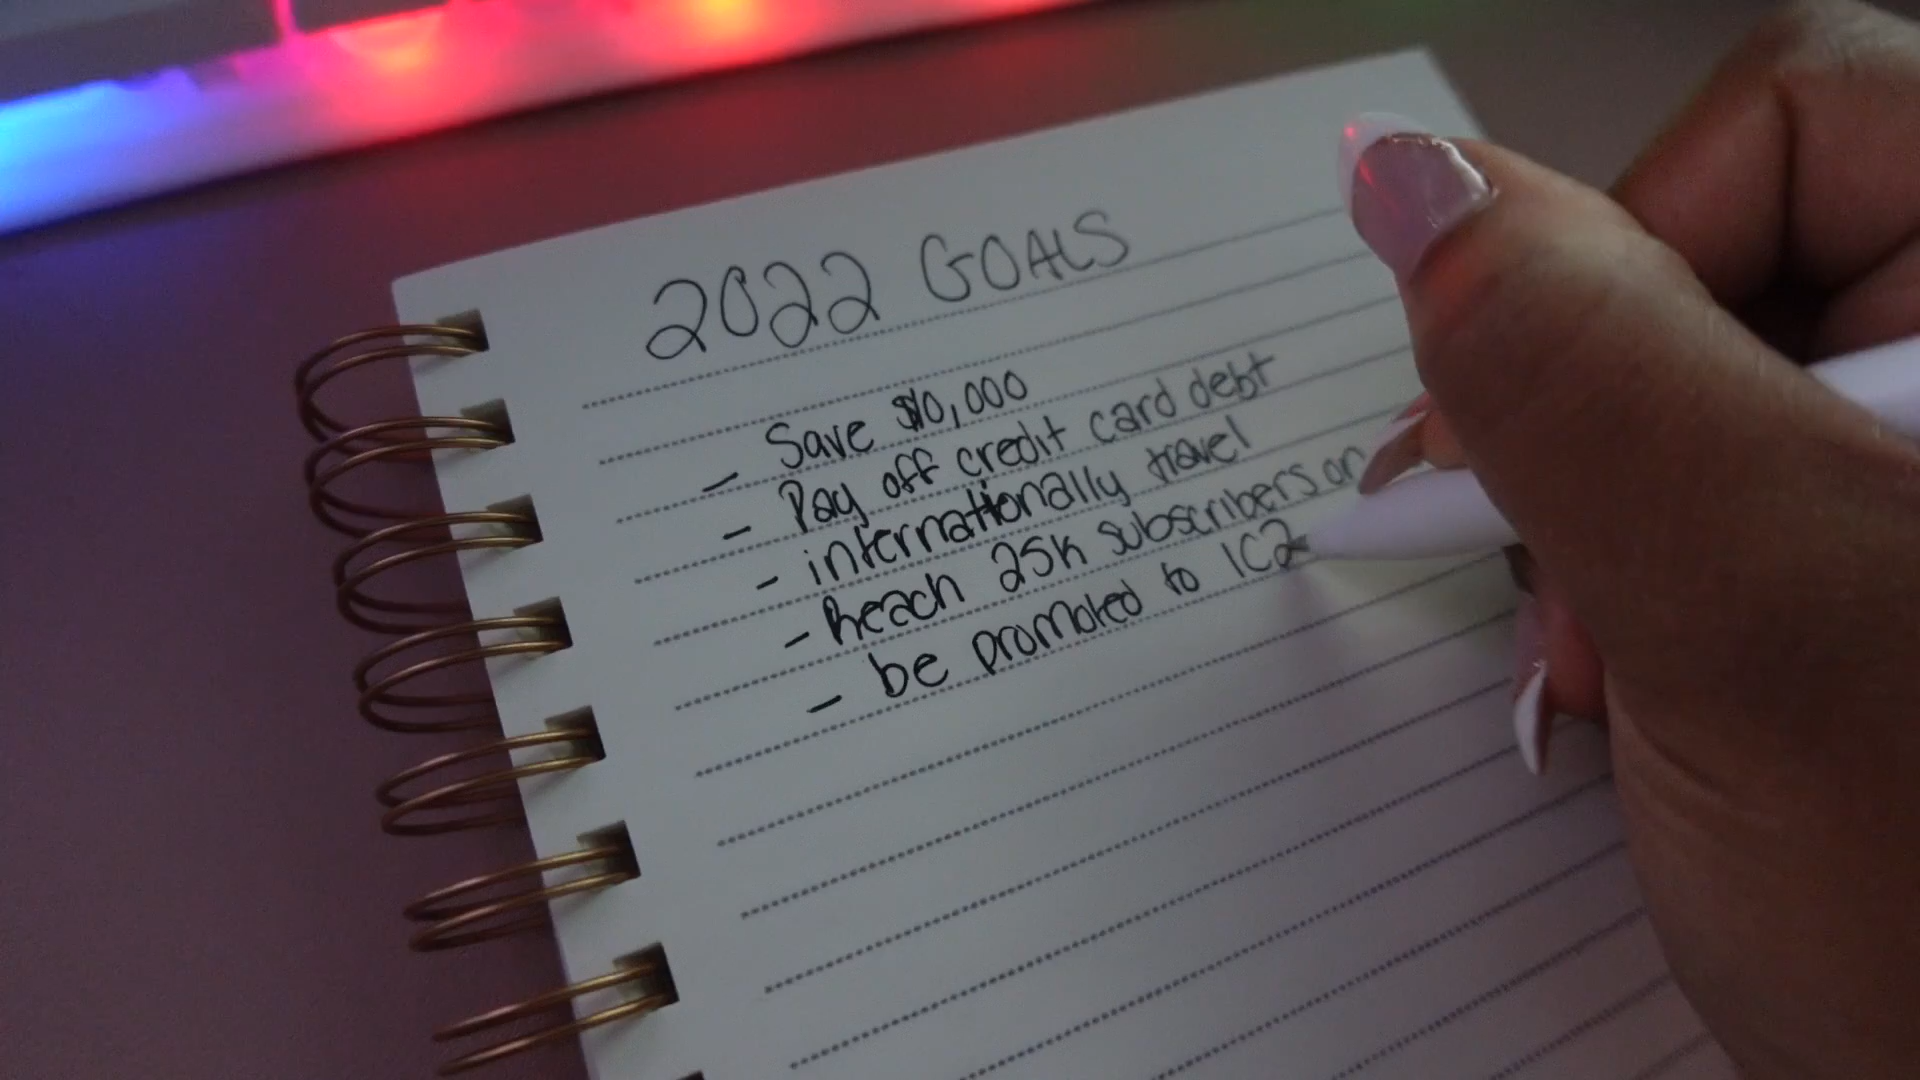 2022 GOALS
- Save $10,000
- Pay off credit card debt
- internationally travel
- Reach 25k subscribers on
- be promoted to IC2